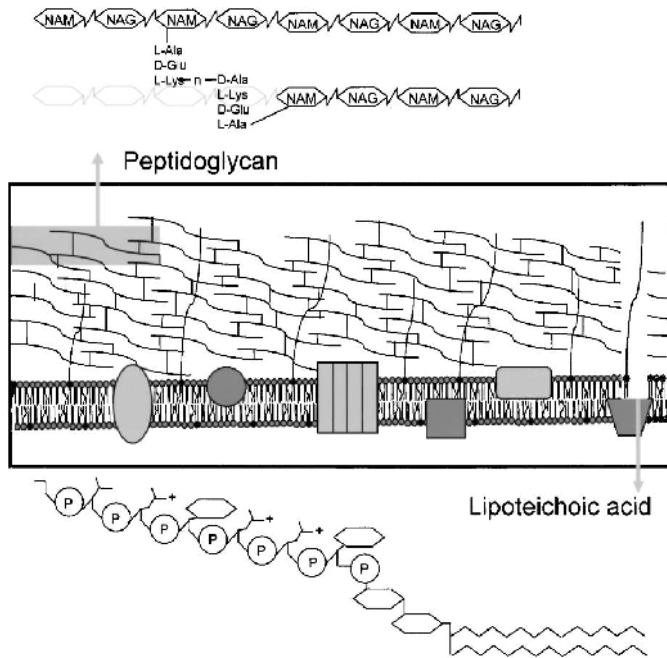 NAM NAG NAM NAG NAM NAG NAM NAG
L-Ala
D-Glu
L-Lys n D-Ala
L-Lys
D-Glu
L-Ala
NAM NAG NAM NAG
Peptidoglycan
Lipoteichoic acid
P P P P P P P
+ + +